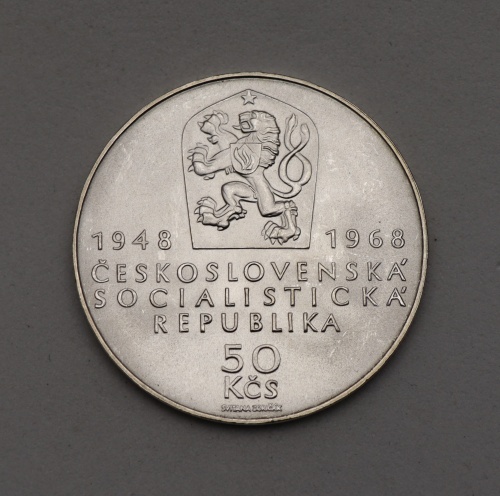 1948 1968
ČESKOSLOVENSKÁ
SOCIALISTICKÁ
REPUBLIKA
50
Kčs